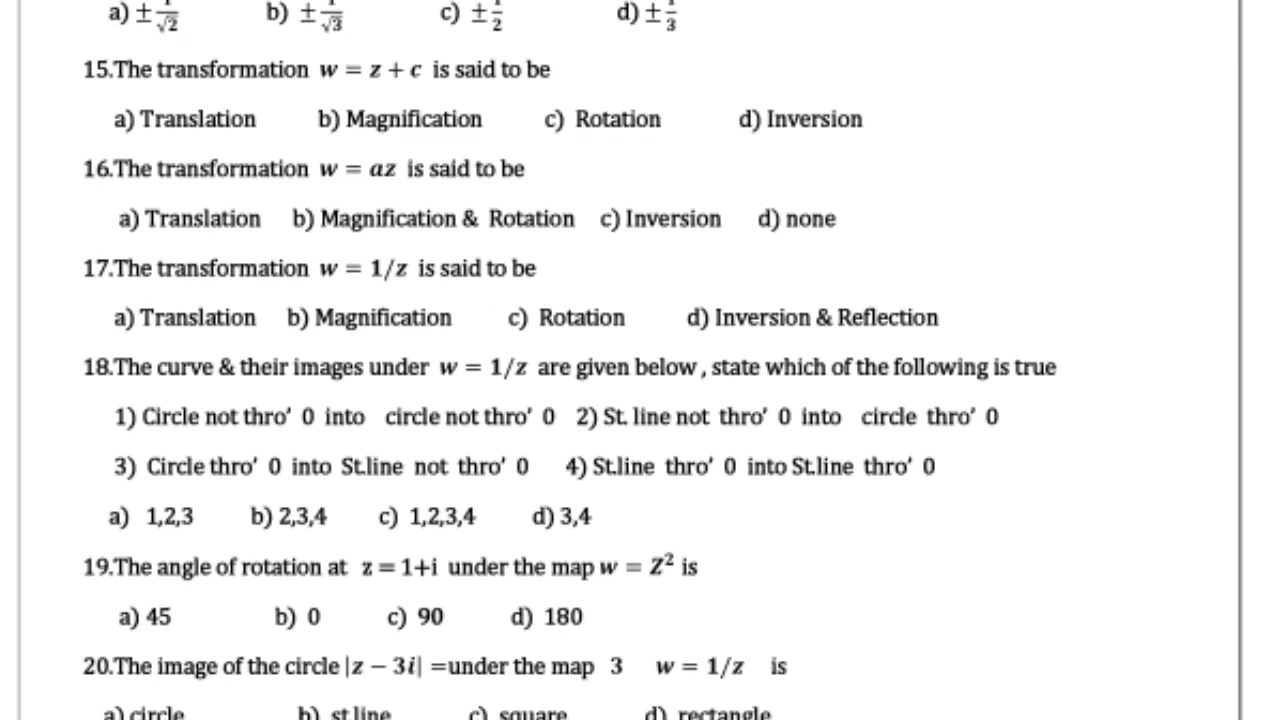 a) ±1/√2 b) ±1/√3 c) ±1/2 d) ±1/3
15.The transformation w = z + c is said to be
a) Translation b) Magnification c) Rotation d) Inversion
16.The transformation w = az is said to be
a) Translation b) Magnification & Rotation c) Inversion d) none
17.The transformation w = 1/z is said to be
a) Translation b) Magnification c) Rotation d) Inversion & Reflection
18.The curve & their images under w = 1/z are given below , state which of the following is true
1) Circle not thro' 0 into circle not thro' 0 2) St. line not thro' 0 into circle thro' 0
3) Circle thro' 0 into St.line not thro' 0 4) St.line thro' 0 into St.line thro' 0
a) 1,2,3 b) 2,3,4 c) 1,2,3,4 d) 3,4
19.The angle of rotation at z = 1+i under the map w = Z² is
a) 45 b) 0 c) 90 d) 180
20.The image of the circle |z − 3i| =under the map 3 w = 1/z is
a) circle b) st.line c) square d) rectangle